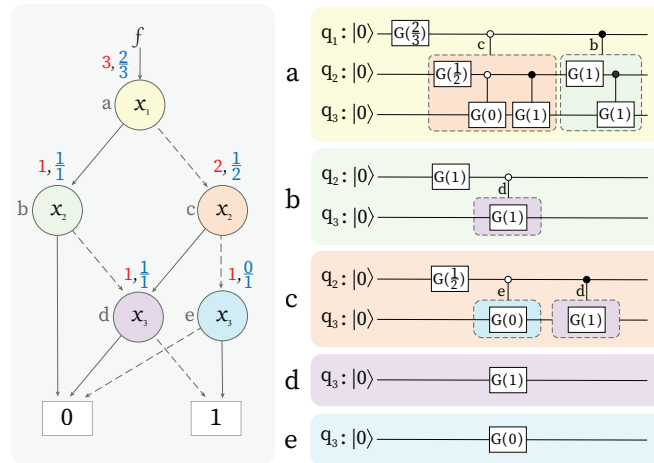 f
3, 2/3
a x₁
1, 1/1
2, 1/2
b x₂
c x₂
1, 1/1
1, 0/1
d x₃
e x₃
0
1
a
q₁: |0⟩ G(2/3) c b
q₂: |0⟩ G(1/2) G(1)
q₃: |0⟩ G(0) G(1) G(1)
b
q₂: |0⟩ G(1) d
q₃: |0⟩ G(1)
c
q₂: |0⟩ G(1/2) e d
q₃: |0⟩ G(0) G(1)
d q₃: |0⟩ G(1)
e q₃: |0⟩ G(0)